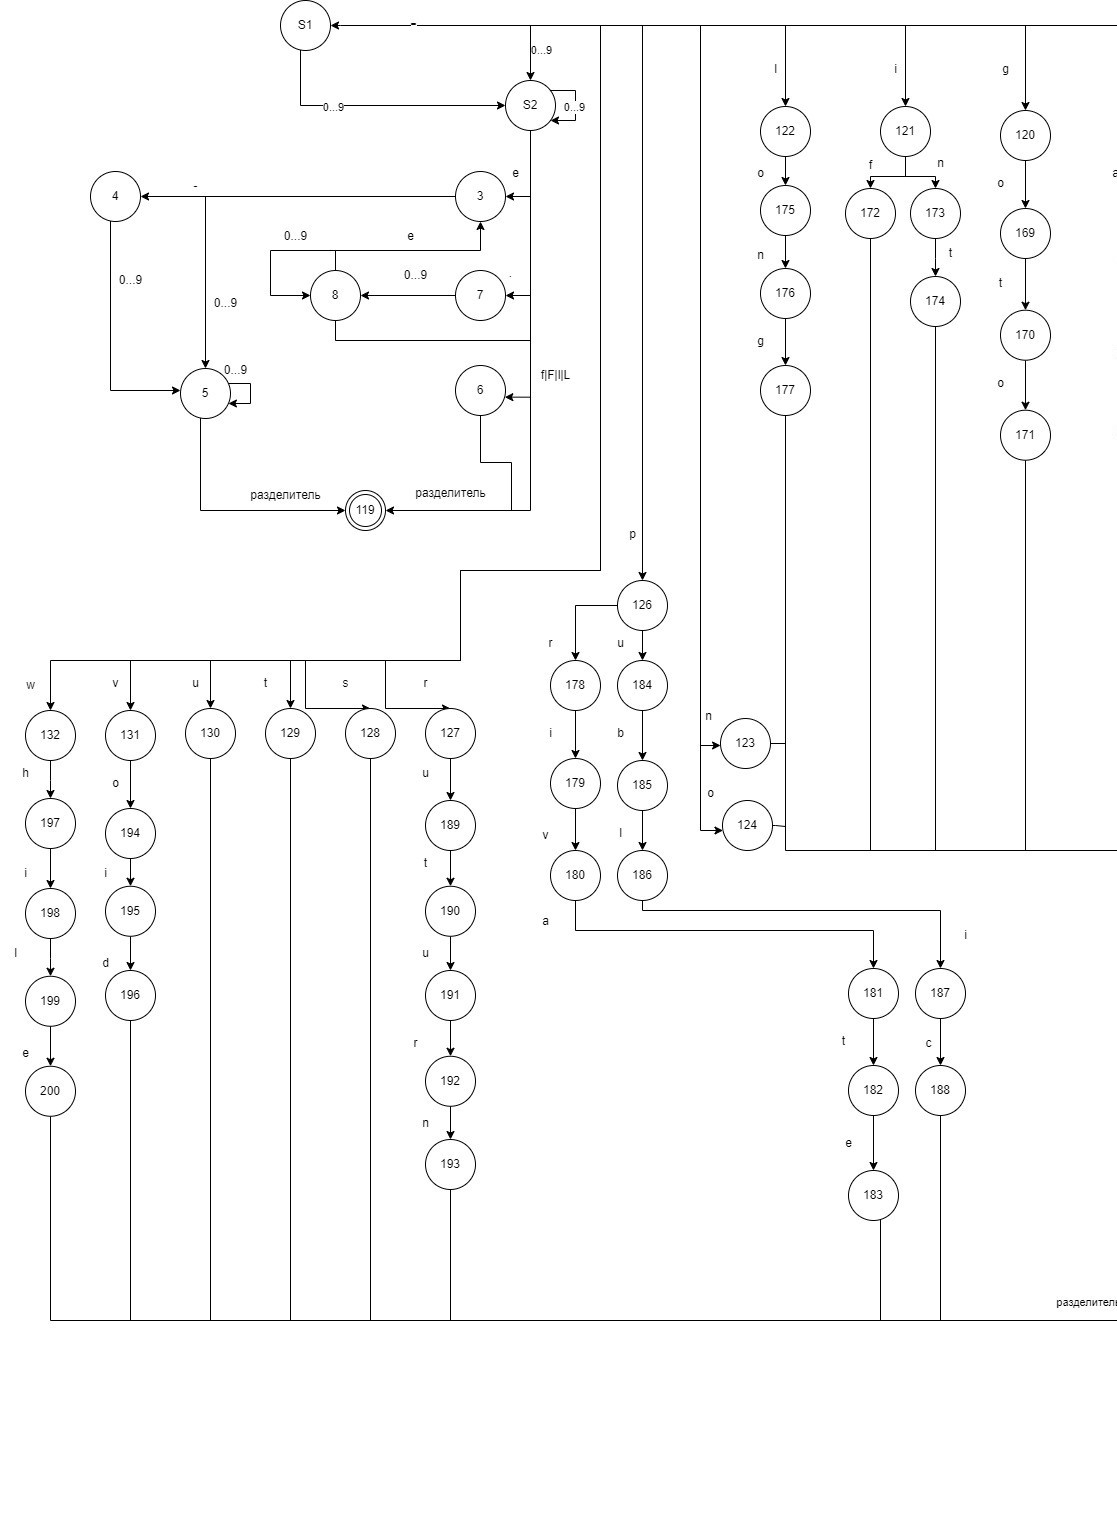 S1
-
0...9
0...9
S2
0...9
l
i
g
122
121
120
e
f
n
a
o
o
4
-
3
175
172
173
169
0...9
e
n
t
0...9
0...9
.
t
8
7
176
174
0...9
g
170
0...9
f|F|l|L
o
5
6
177
171
разделитель
разделитель
119
p
126
r
u
w
v
u
t
s
r
178
184
n
132
131
130
129
128
127
i
b
123
h
o
u
179
185
o
197
194
189
124
v
l
i
i
t
180
186
198
195
190
a
i
l
d
u
199
196
191
181
187
e
r
t
c
200
192
182
188
n
e
193
183
разделитель